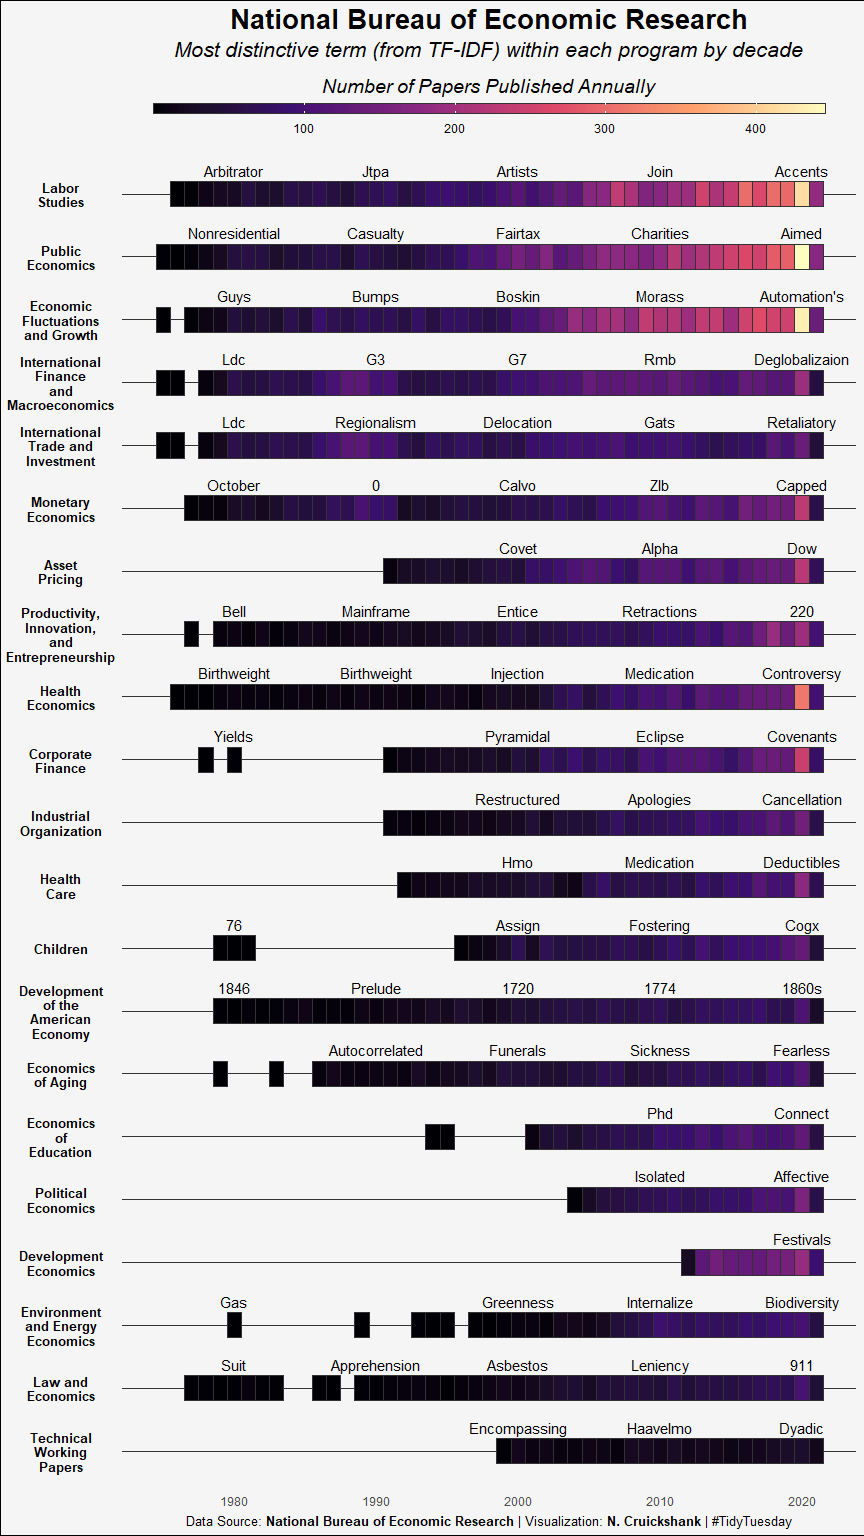 National Bureau of Economic Research
Most distinctive term (from TF-IDF) within each program by decade
Number of Papers Published Annually
100 200 300 400
Arbitrator Jtpa Artists Join Accents
Labor
Studies
Nonresidential Casualty Fairtax Charities Aimed
Public
Economics
Guys Bumps Boskin Morass Automation's
Economic
Fluctuations
and Growth
Ldc G3 G7 Rmb Deglobalizaion
International
Finance
and
Macroeconomics
Ldc Regionalism Delocation Gats Retaliatory
International
Trade and
Investment
October 0 Calvo Zlb Capped
Monetary
Economics
Covet Alpha Dow
Asset
Pricing
Bell Mainframe Entice Retractions 220
Productivity,
Innovation,
and
Entrepreneurship
Birthweight Birthweight Injection Medication Controversy
Health
Economics
Yields Pyramidal Eclipse Covenants
Corporate
Finance
Restructured Apologies Cancellation
Industrial
Organization
Hmo Medication Deductibles
Health
Care
76 Assign Fostering Cogx
Children
1846 Prelude 1720 1774 1860s
Development
of the
American
Economy
Autocorrelated Funerals Sickness Fearless
Economics
of Aging
Phd Connect
Economics
of
Education
Isolated Affective
Political
Economics
Festivals
Development
Economics
Gas Greenness Internalize Biodiversity
Environment
and Energy
Economics
Suit Apprehension Asbestos Leniency 911
Law and
Economics
Encompassing Haavelmo Dyadic
Technical
Working
Papers
1980 1990 2000 2010 2020
Data Source: National Bureau of Economic Research | Visualization: N. Cruickshank | #TidyTuesday